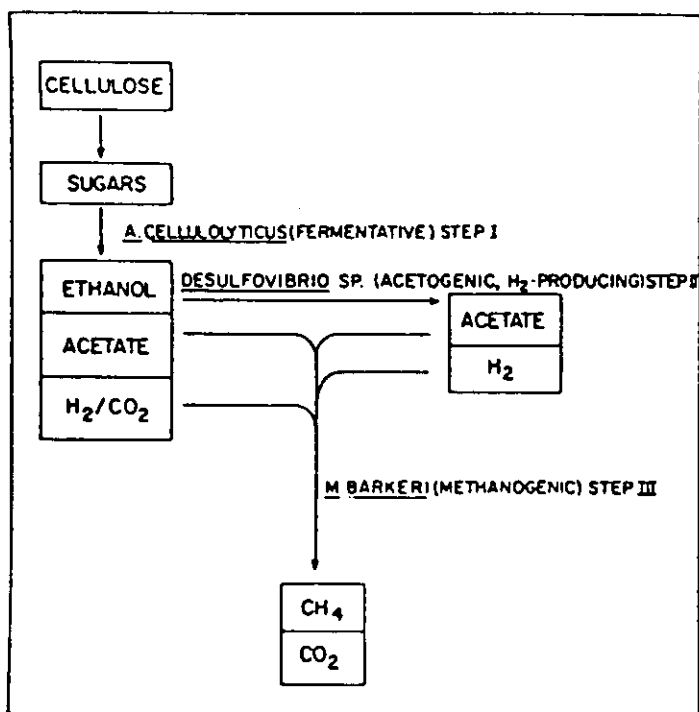 CELLULOSE
SUGARS
A. CELLULOLYTICUS (FERMENTATIVE) STEP I
ETHANOL
DESULFOVIBRIO SP. (ACETOGENIC, H₂-PRODUCING) STEP II
ACETATE
ACETATE
H₂
H₂/CO₂
M BARKERI (METHANOGENIC) STEP III
CH₄
CO₂